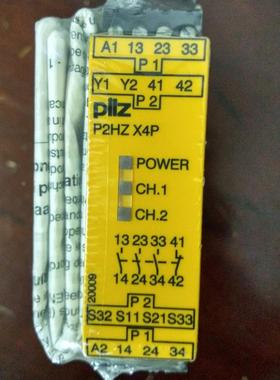 A1 13 23 33
P 1
Y1 Y2 41 42
P 2
pilz
P2HZ X4P
POWER
CH.1
CH.2
13 23 33 41
14 24 34 42
20009
P 2
S32 S11 S21 S33
P 1
A2 14 24 34